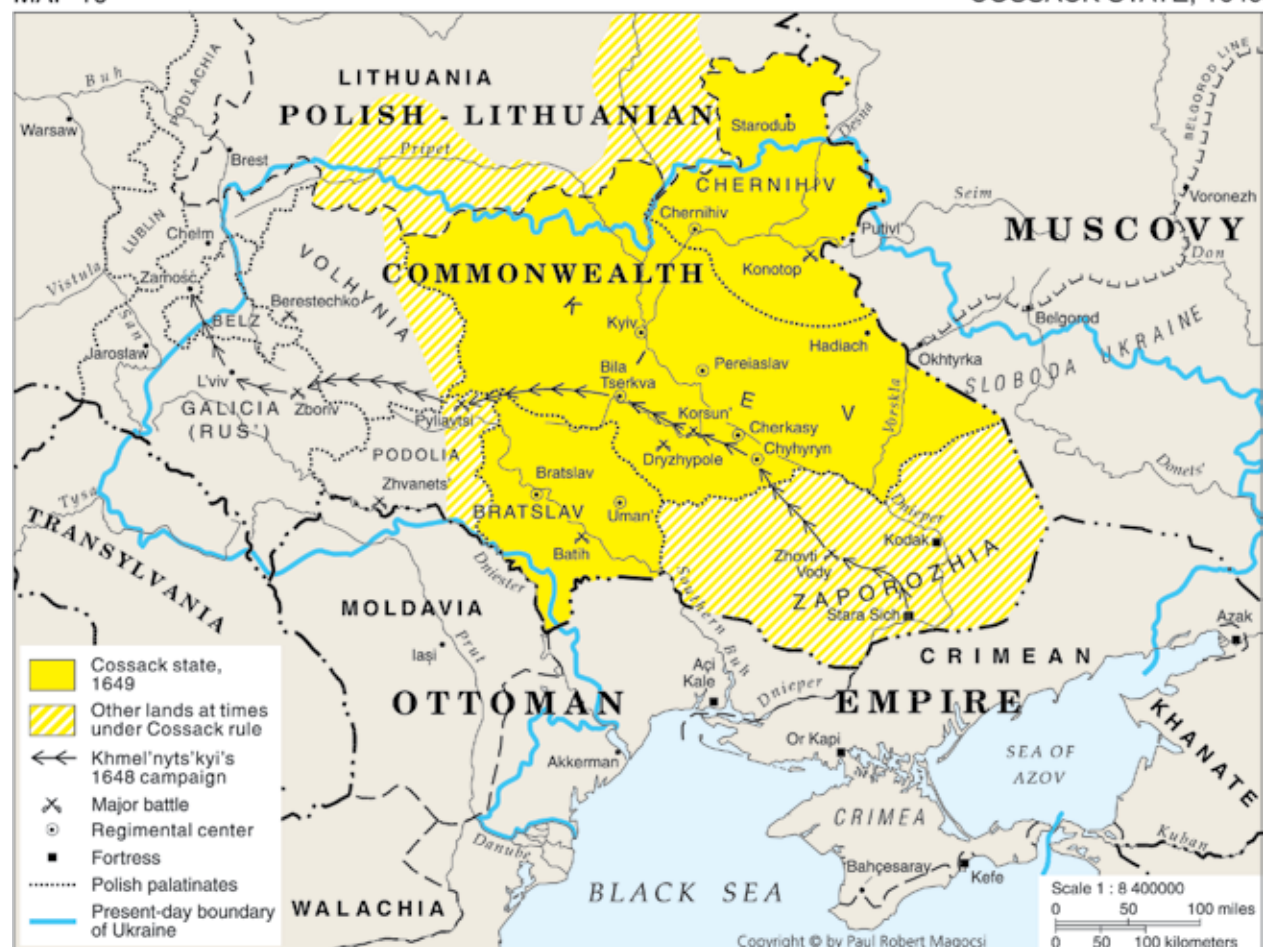 LITHUANIA
POLISH - LITHUANIAN
COMMONWEALTH
Buh
PODLACHIA
Warsaw
Brest
Pripet
Starodub
Desna
BELGOROD LINE
CHERNIHIV
Chernihiv
Seim
Voronezh
LUBLIN
Chelm
VOLHYNIA
Putivl'
MUSCOVY
Don
Vistula
Zamość
Konotop
San
Berestechko
BELZ
K
E
V
Kyiv
Hadiach
Belgorod
Jarosław
Okhtyrka
SLOBODA UKRAINE
L'viv
Zboriv
Bila
Tserkva
Pereiaslav
Vorskla
GALICIA
(RUS')
Pyliavtsi
Korsun'
Cherkasy
Chyhyryn
Dryzhypole
PODOLIA
Bratslav
Donets'
Zhvanets'
BRATSLAV
Uman'
Dnieper
Tysa
Batih
Kodak
TRANSYLVANIA
Dniester
Zhovti
Vody
ZAPOROZHIA
Stara Sich
MOLDAVIA
Southern Buh
Iași
Prut
Azak
CRIMEAN
KHANATE
Açi
Kale
Dnieper
OTTOMAN
EMPIRE
Or Kapi
SEA OF
AZOV
Akkerman
CRIMEA
Kuban
Danube
Bahçesaray
Kefe
BLACK SEA
WALACHIA
Cossack state,
1649
Other lands at times
under Cossack rule
Khmel'nyts'kyi's
1648 campaign
Major battle
Regimental center
Fortress
Polish palatinates
Present-day boundary
of Ukraine
Scale 1 : 8 400000
0 50 100 miles
0 50 100 kilometers
Copyright © by Paul Robert Magocsi